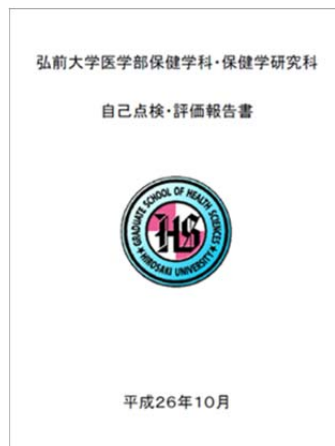 弘前大学医学部保健学科・保健学研究科
自己点検・評価報告書
GRADUATE SCHOOL OF HEALTH SCIENCES
HS
HIROSAKI UNIVERSITY
平成26年10月